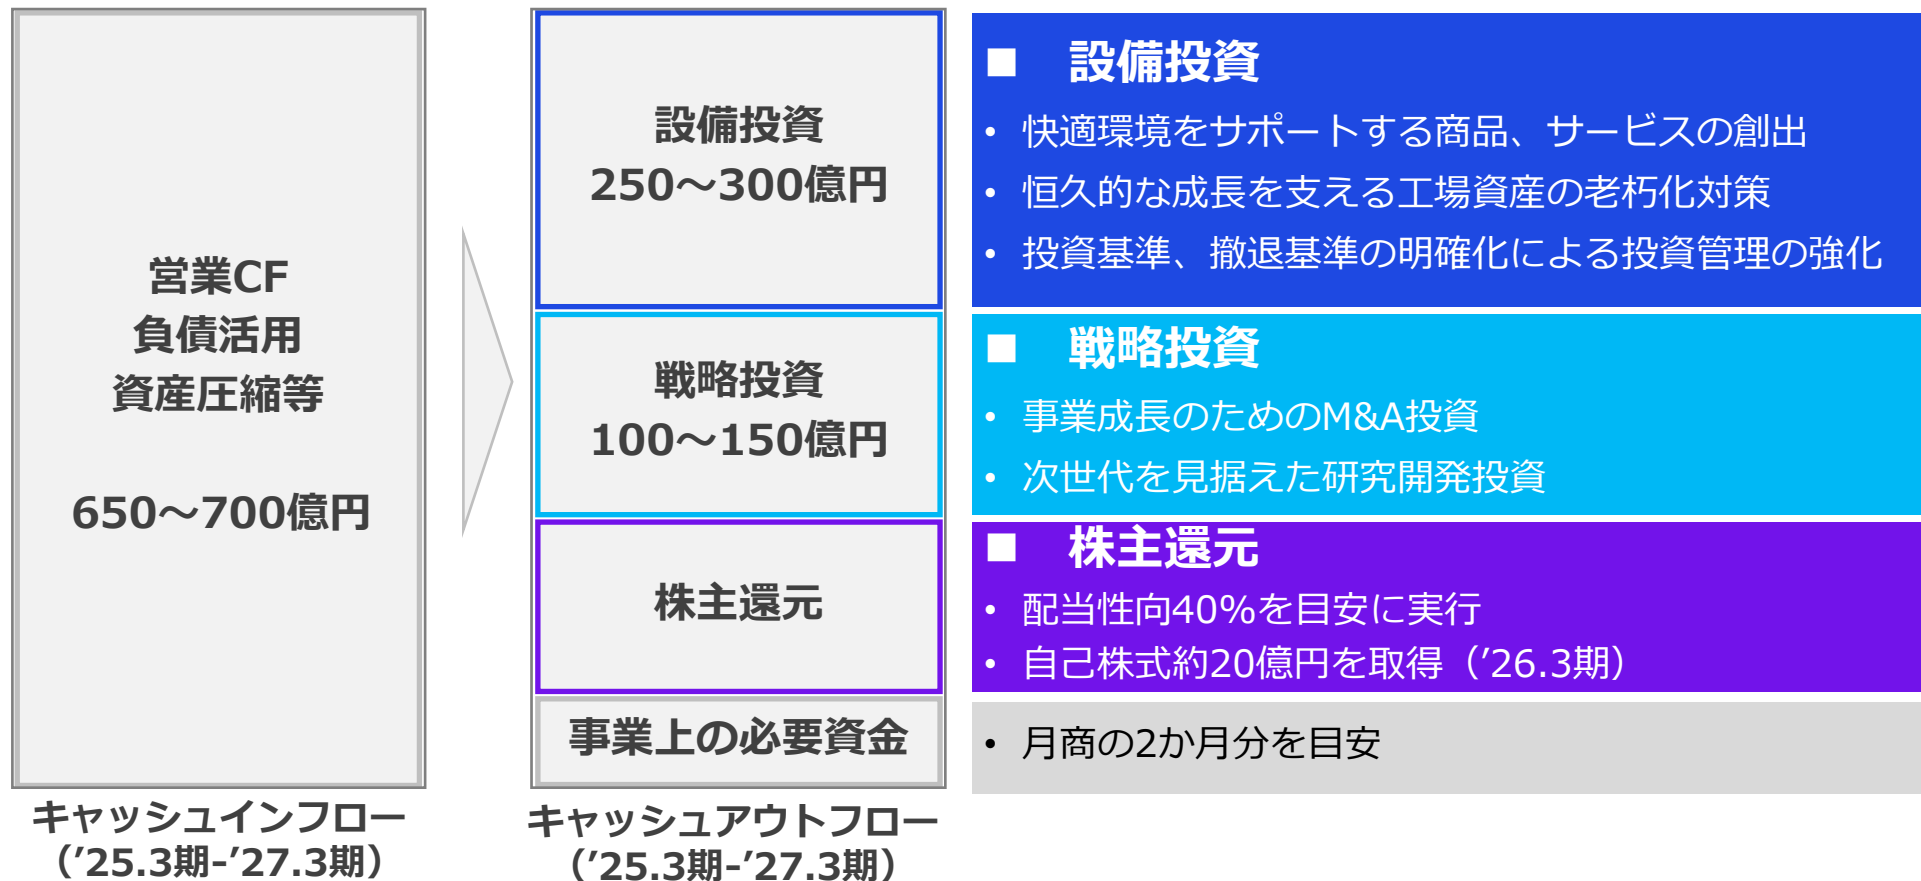 営業CF
負債活用
資産圧縮等
650～700億円
キャッシュインフロー
（’25.3期-’27.3期）
設備投資
250～300億円
戦略投資
100～150億円
株主還元
事業上の必要資金
キャッシュアウトフロー
（’25.3期-’27.3期）
■ 設備投資
• 快適環境をサポートする商品、サービスの創出
• 恒久的な成長を支える工場資産の老朽化対策
• 投資基準、撤退基準の明確化による投資管理の強化
■ 戦略投資
• 事業成長のためのM&A投資
• 次世代を見据えた研究開発投資
■ 株主還元
• 配当性向40%を目安に実行
• 自己株式約20億円を取得（’26.3期）
• 月商の2か月分を目安